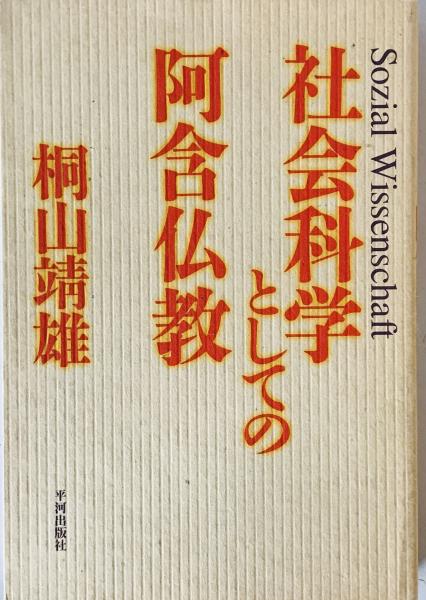 Sozial Wissenschaft
社会科学
としての
阿含仏教
桐山靖雄
平河出版社